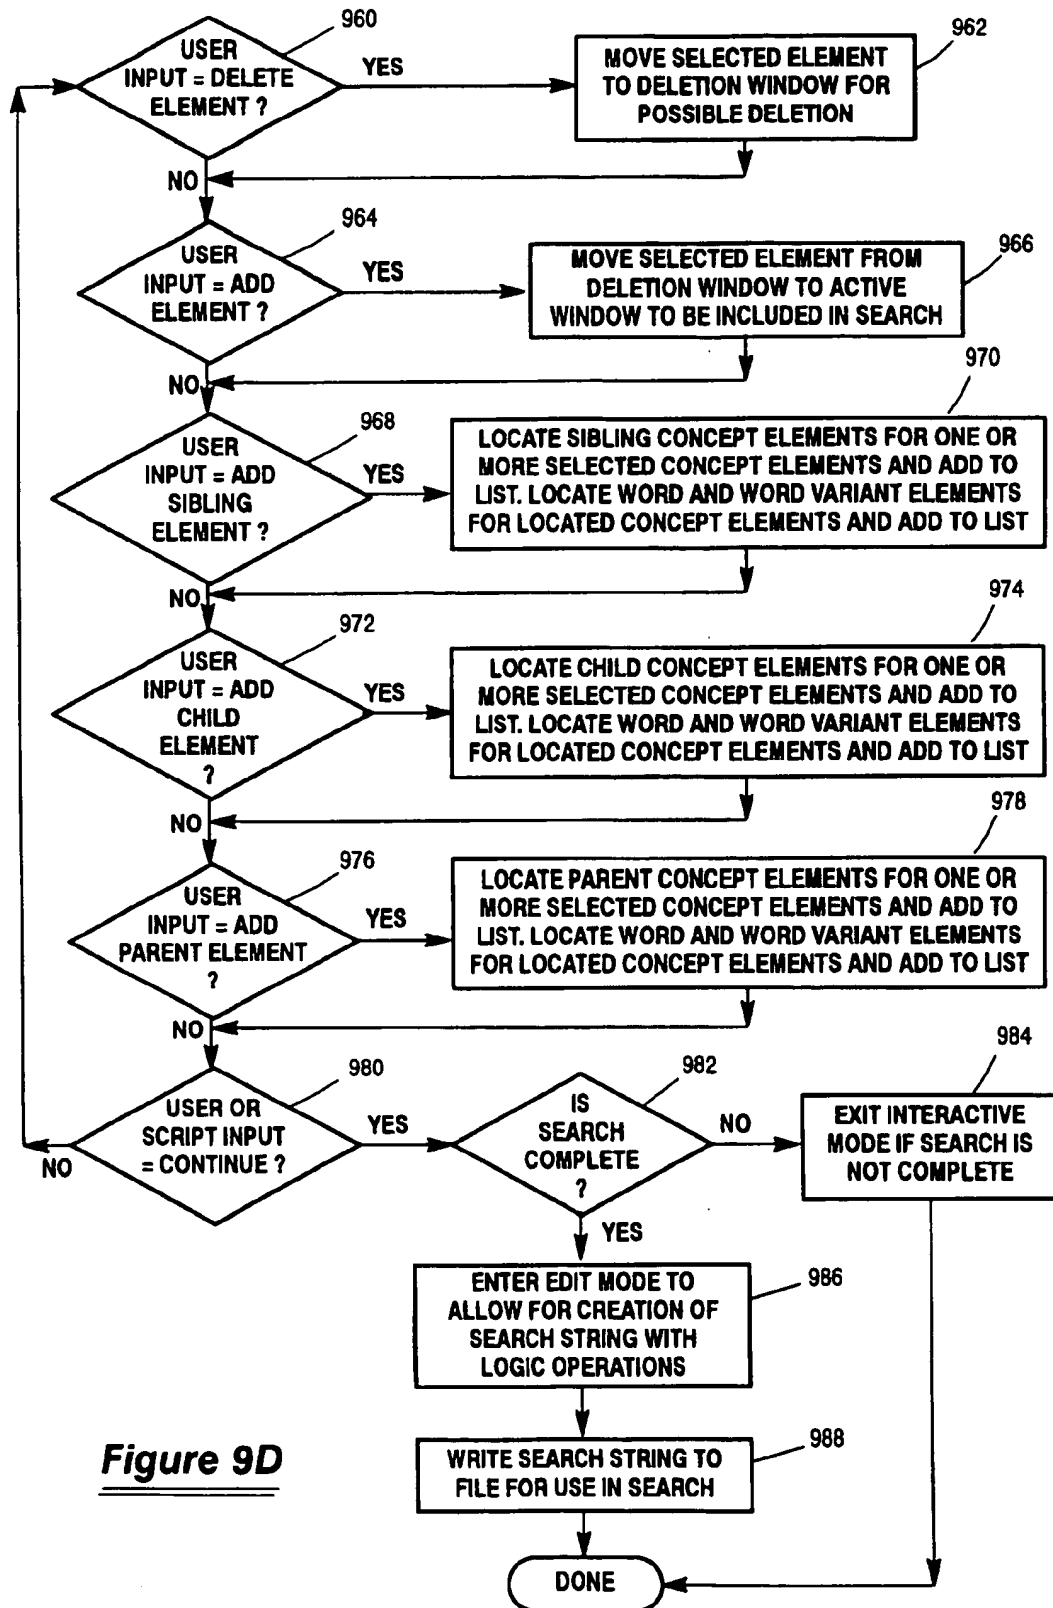 960
USER
INPUT = DELETE
ELEMENT ?
YES
962
MOVE SELECTED ELEMENT
TO DELETION WINDOW FOR
POSSIBLE DELETION
NO
964
USER
INPUT = ADD
ELEMENT ?
YES
966
MOVE SELECTED ELEMENT FROM
DELETION WINDOW TO ACTIVE
WINDOW TO BE INCLUDED IN SEARCH
NO
968
USER
INPUT = ADD
SIBLING
ELEMENT ?
YES
970
LOCATE SIBLING CONCEPT ELEMENTS FOR ONE OR
MORE SELECTED CONCEPT ELEMENTS AND ADD TO
LIST. LOCATE WORD AND WORD VARIANT ELEMENTS
FOR LOCATED CONCEPT ELEMENTS AND ADD TO LIST
NO
972
USER
INPUT = ADD
CHILD
ELEMENT
?
YES
974
LOCATE CHILD CONCEPT ELEMENTS FOR ONE OR
MORE SELECTED CONCEPT ELEMENTS AND ADD TO
LIST. LOCATE WORD AND WORD VARIANT ELEMENTS
FOR LOCATED CONCEPT ELEMENTS AND ADD TO LIST
NO
976
USER
INPUT = ADD
PARENT ELEMENT
?
YES
978
LOCATE PARENT CONCEPT ELEMENTS FOR ONE OR
MORE SELECTED CONCEPT ELEMENTS AND ADD TO
LIST. LOCATE WORD AND WORD VARIANT ELEMENTS
FOR LOCATED CONCEPT ELEMENTS AND ADD TO LIST
NO
980
USER OR
SCRIPT INPUT
= CONTINUE ?
NO
YES
982
IS
SEARCH
COMPLETE
?
NO
984
EXIT INTERACTIVE
MODE IF SEARCH IS
NOT COMPLETE
YES
986
ENTER EDIT MODE TO
ALLOW FOR CREATION OF
SEARCH STRING WITH
LOGIC OPERATIONS
988
WRITE SEARCH STRING TO
FILE FOR USE IN SEARCH
DONE
Figure 9D